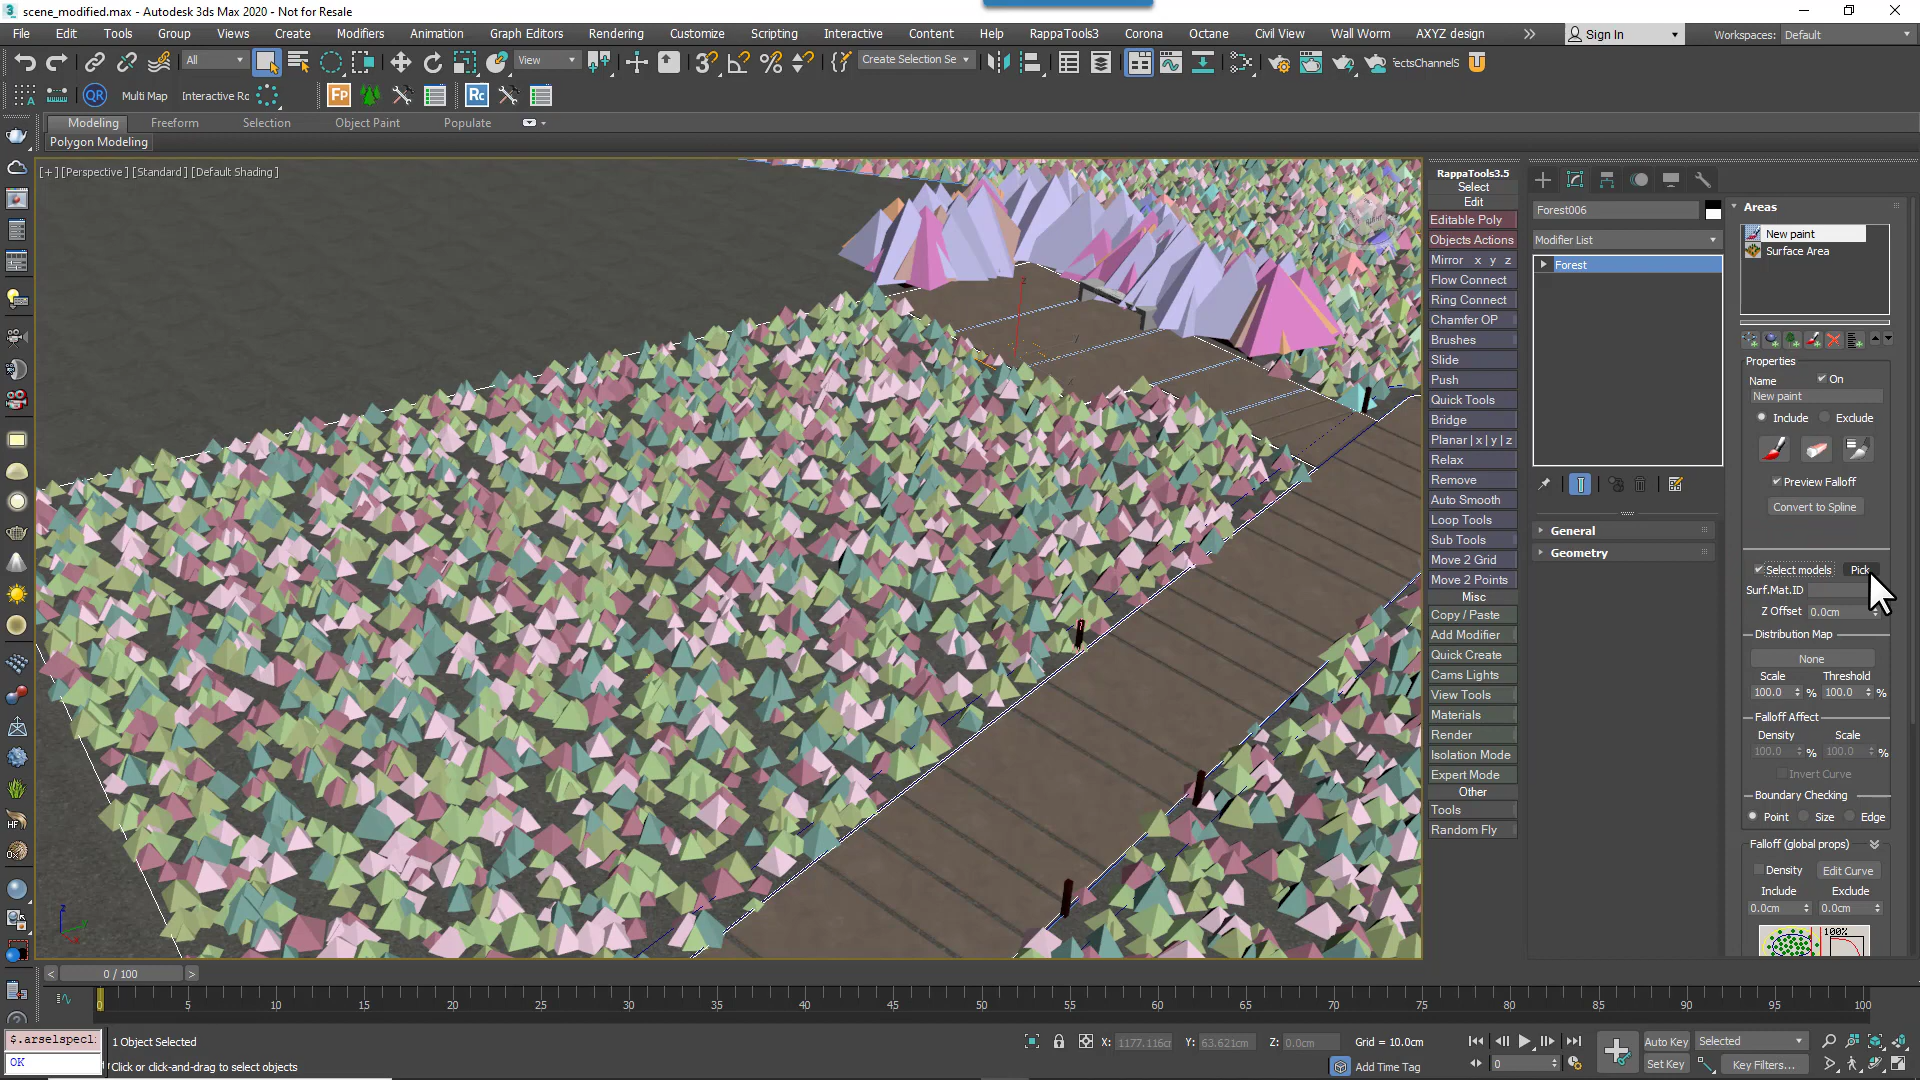 scene_modified.max - Autodesk 3ds Max 2020 - Not for Resale
File Edit Tools Group Views Create Modifiers Animation Graph Editors Rendering Customize Scripting Interactive Content Help RappaTools3 Corona Octane Civil View Wall Worm AXYZ design Sign In Workspaces: Default
All View Create Selection Se fectsChannelS
QR Multi Map Interactive Ro Fp Rc
Modeling Freeform Selection Object Paint Populate
Polygon Modeling
[+] [Perspective ] [Standard ] [Default Shading ]
RappaTools3.5
Select
Edit
Editable Poly
Objects Actions
Mirror x y z
Flow Connect
Ring Connect
Chamfer OP
Brushes
Slide
Push
Quick Tools
Bridge
Planar | x | y | z
Relax
Remove
Auto Smooth
Loop Tools
Sub Tools
Move 2 Grid
Move 2 Points
Misc
Copy / Paste
Add Modifier
Quick Create
Cams Lights
View Tools
Materials
Render
Isolation Mode
Expert Mode
Other
Tools
Random Fly
Forest006
Modifier List
Forest
General
Geometry
Areas
New paint
Surface Area
Properties
Name On
New paint
Include Exclude
Preview Falloff
Convert to Spline
Select models Pick
Surf.Mat.ID
Z Offset 0.0cm
Distribution Map
None
Scale Threshold
100.0 % 100.0 %
Falloff Affect
Density Scale
100.0 % 100.0 %
Invert Curve
Boundary Checking
Point Size Edge
Falloff (global props)
Density Edit Curve
Include Exclude
0.0cm 0.0cm
100%
HF
z
x
0 / 100
0 5 10 15 20 25 30 35 40 45 50 55 60 65 70 75 80 85 90 95 100
$.arselspecl:
OK
1 Object Selected
Click or click-and-drag to select objects
X: 1177.116c Y: 63.621cm Z: 0.0cm Grid = 10.0cm
Add Time Tag
0
Auto Key Selected
Set Key Key Filters...